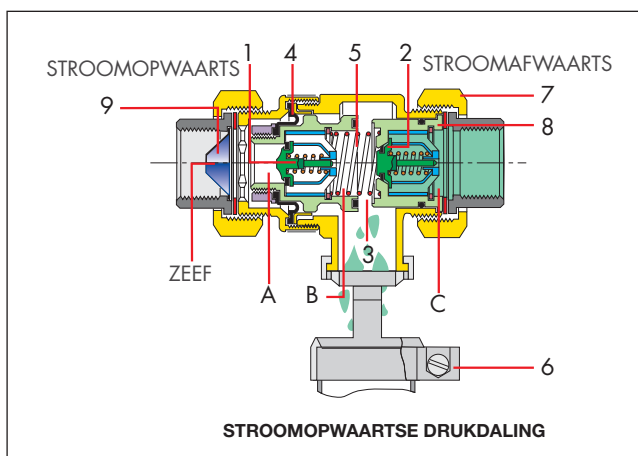 1 4 5 2
STROOMOPWAARTS STROOMAFWAARTS
9 7
8
ZEEF A B 3 C
6
STROOMOPWAARTSE DRUKDALING